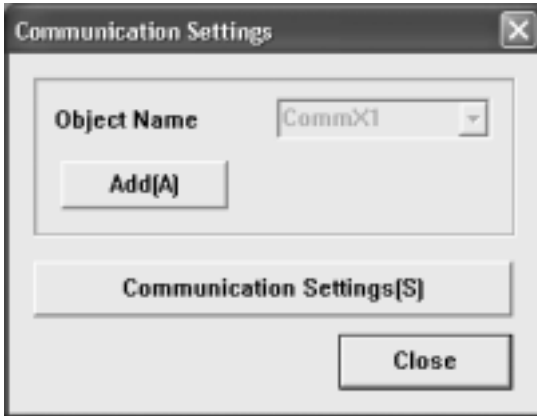 Communication Settings
Object Name CommX1
Add(A)
Communication Settings(S)
Close